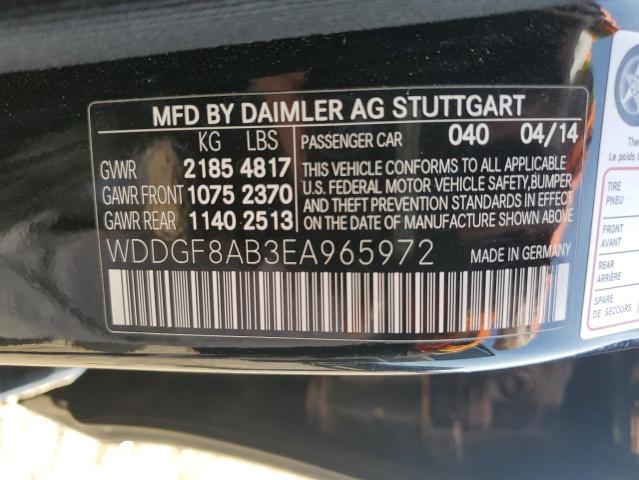 MFD BY DAIMLER AG STUTTGART
KG LBS PASSENGER CAR 040 04/14
GVWR 2185 4817
GAWR FRONT 1075 2370
GAWR REAR 1140 2513
THIS VEHICLE CONFORMS TO ALL APPLICABLE
U.S. FEDERAL MOTOR VEHICLE SAFETY, BUMPER
AND THEFT PREVENTION STANDARDS IN EFFECT
ON THE DATE OF MANUFACTURE SHOWN ABOVE.
WDDGF8AB3EA965972 MADE IN GERMANY
The
Le poids
TIRE
PNEU
FRONT
AVANT
REAR
ARRIÈRE
SPARE
DE SECOURS